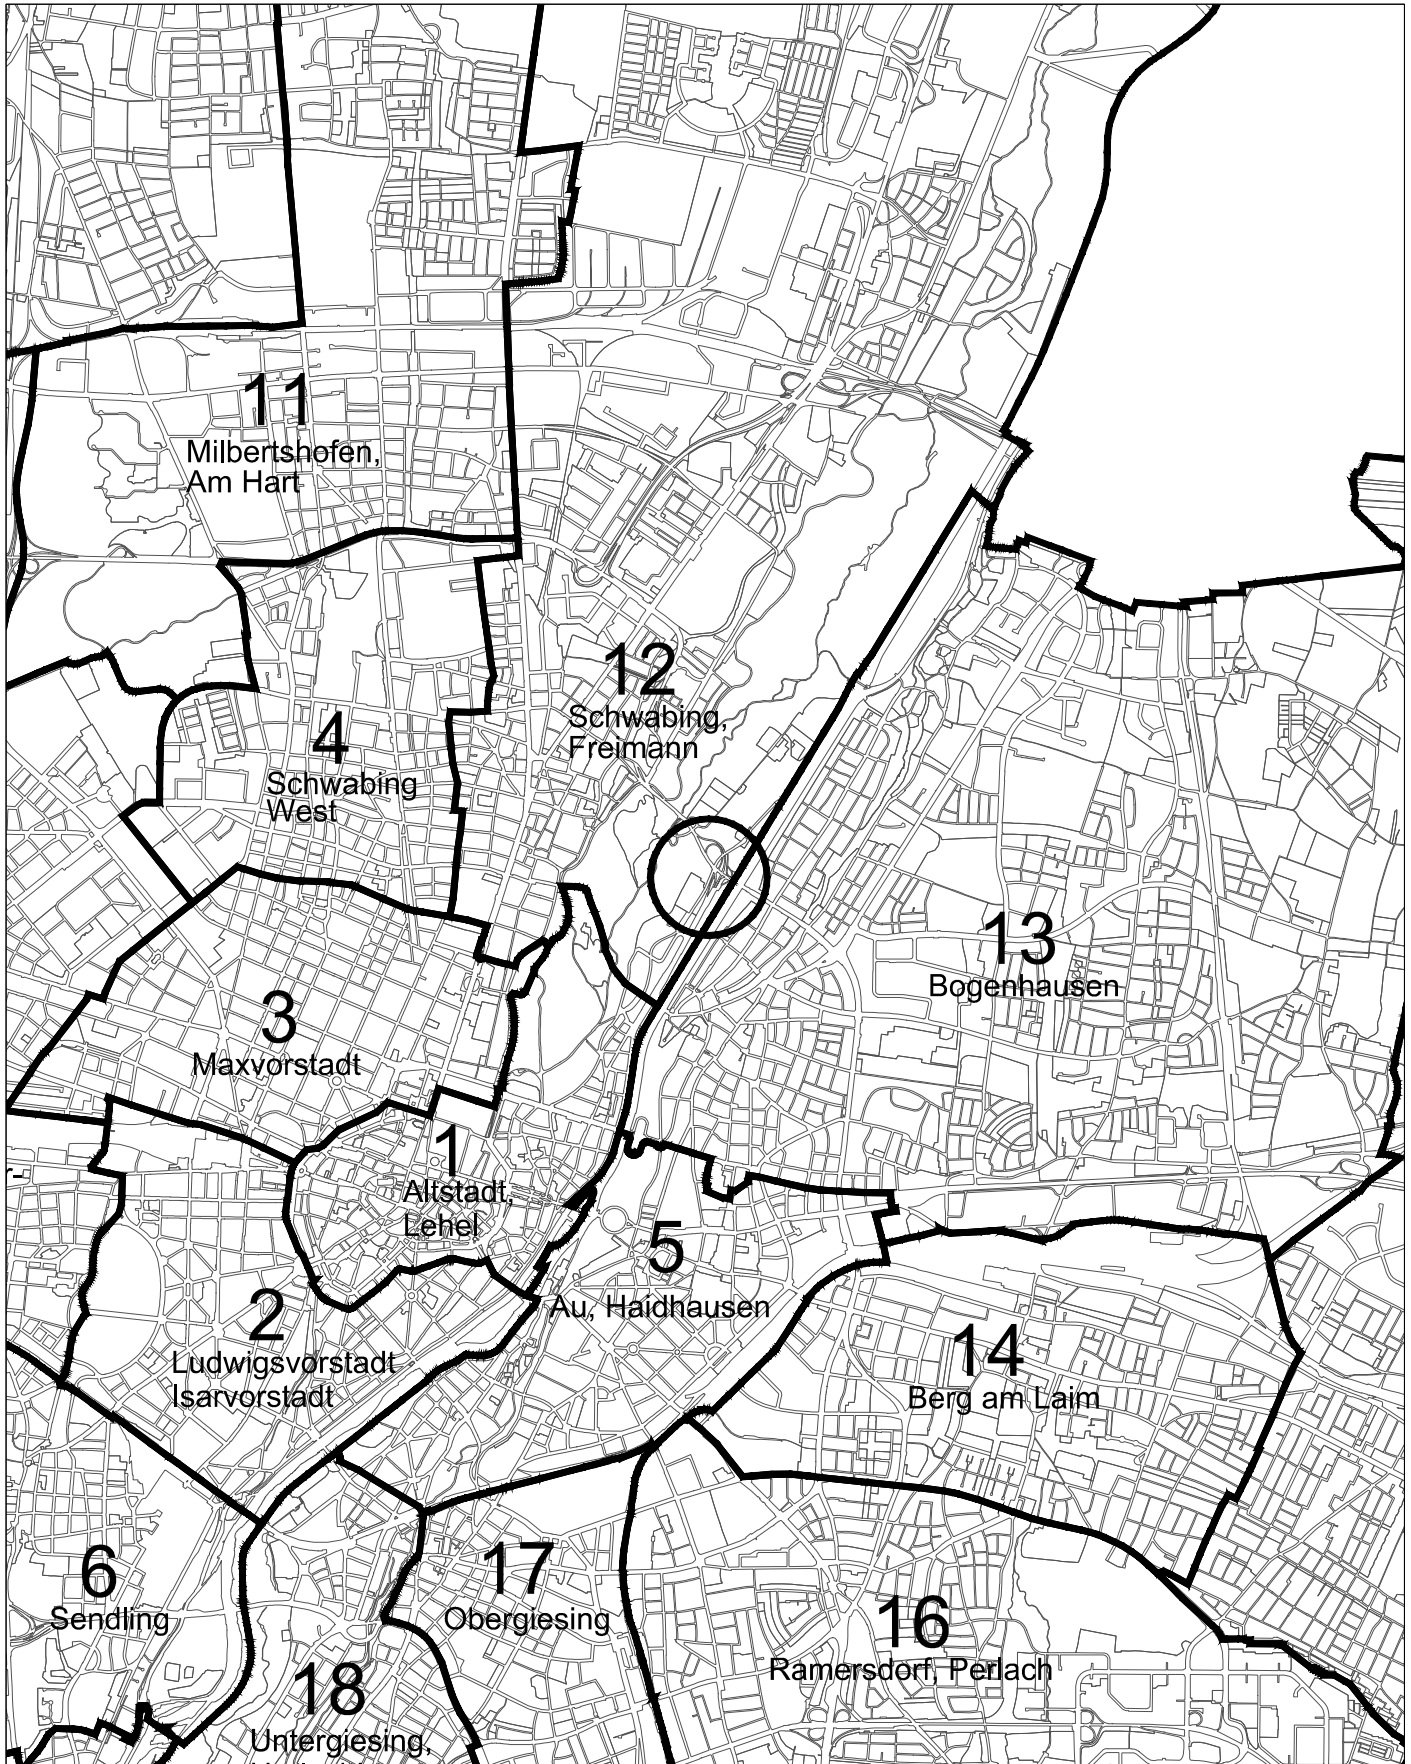 11
Milbertshofen,
Am Hart
12
Schwabing,
Freimann
4
Schwabing
West
13
Bogenhausen
3
Maxvorstadt
1
Altstadt,
Lehel
5
Au, Haidhausen
2
Ludwigsvorstadt
Isarvorstadt
14
Berg am Laim
6
Sendling
17
Obergiesing
16
Ramersdorf, Perlach
18
Untergiesing,